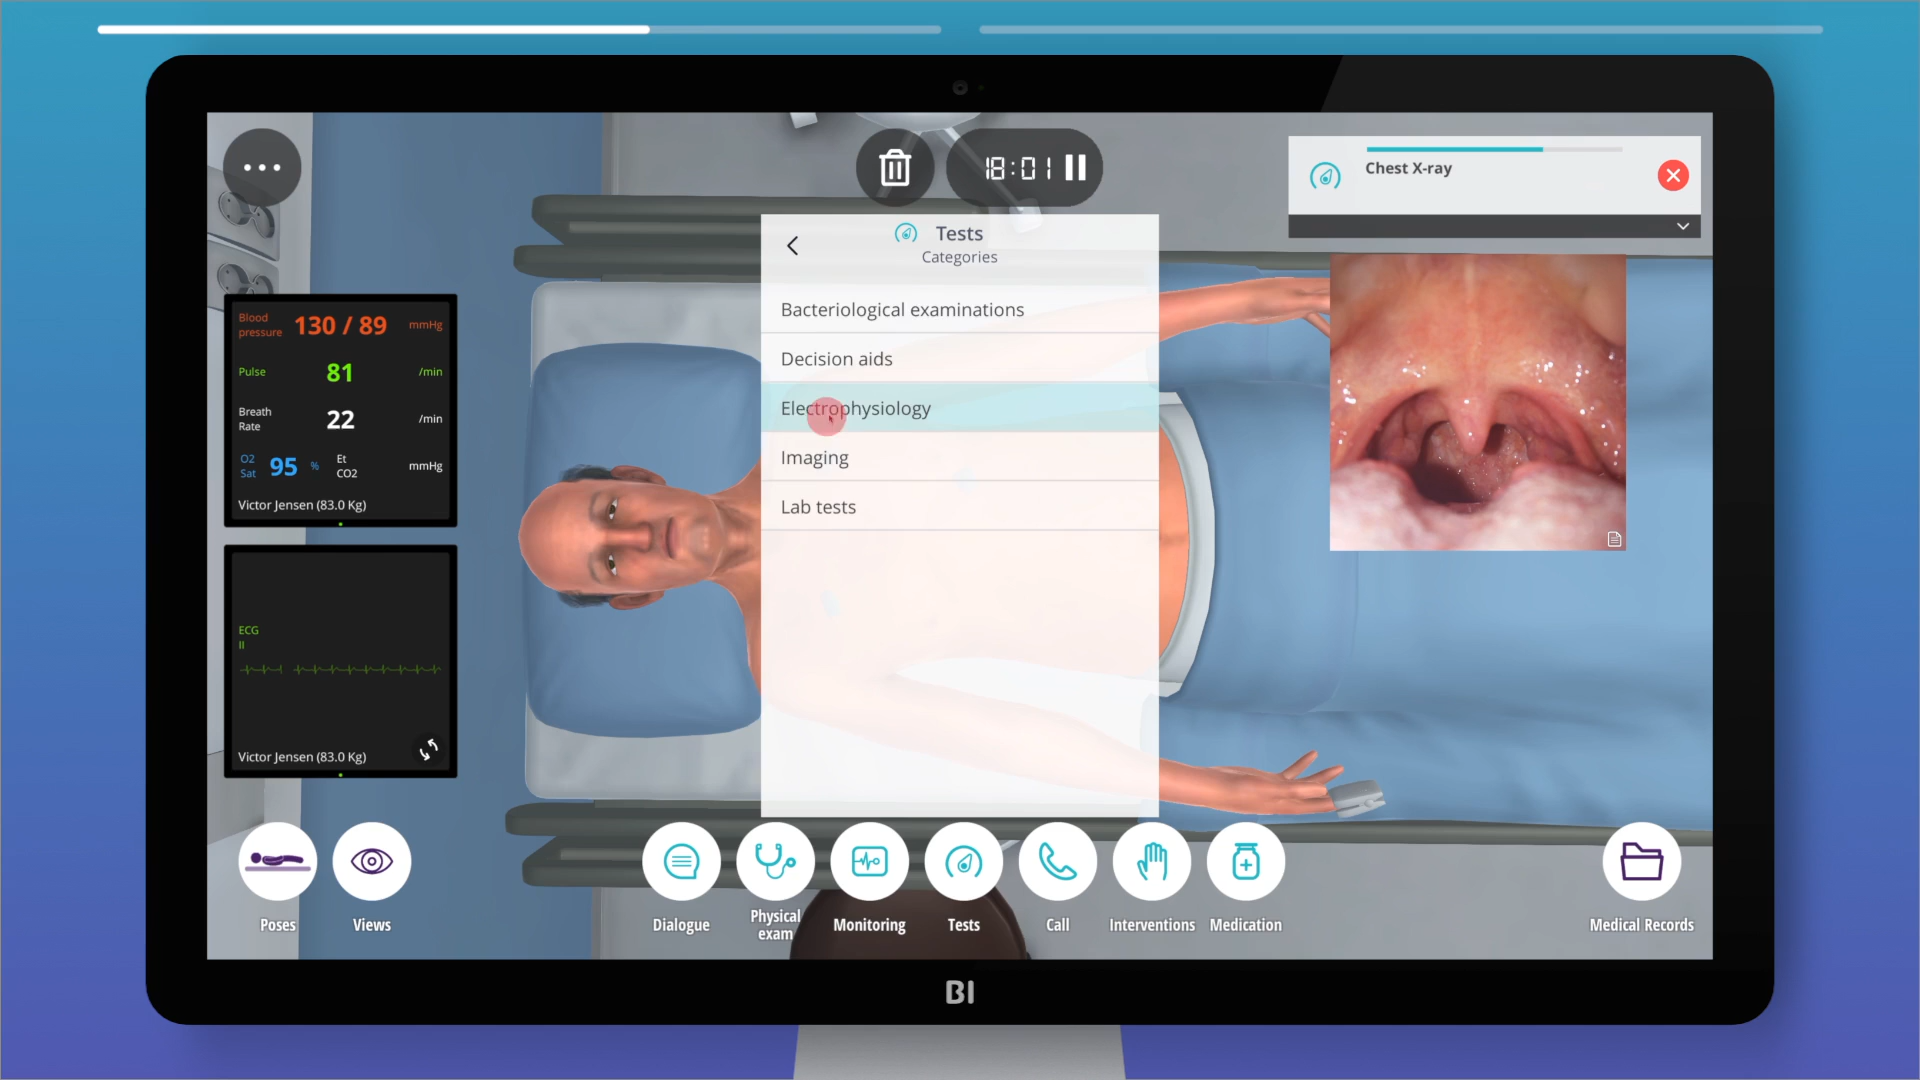 18:01
Chest X-ray
Tests
Categories
Bacteriological examinations
Decision aids
Electrophysiology
Imaging
Lab tests
Blood
pressure
130 / 89
mmHg
Pulse
81
/min
Breath
Rate
22
/min
O2
Sat
95
%
Et
CO2
mmHg
Victor Jensen (83.0 Kg)
ECG
II
Victor Jensen (83.0 Kg)
Poses
Views
Dialogue
Physical
exam
Monitoring
Tests
Call
Interventions
Medication
Medical Records
BI